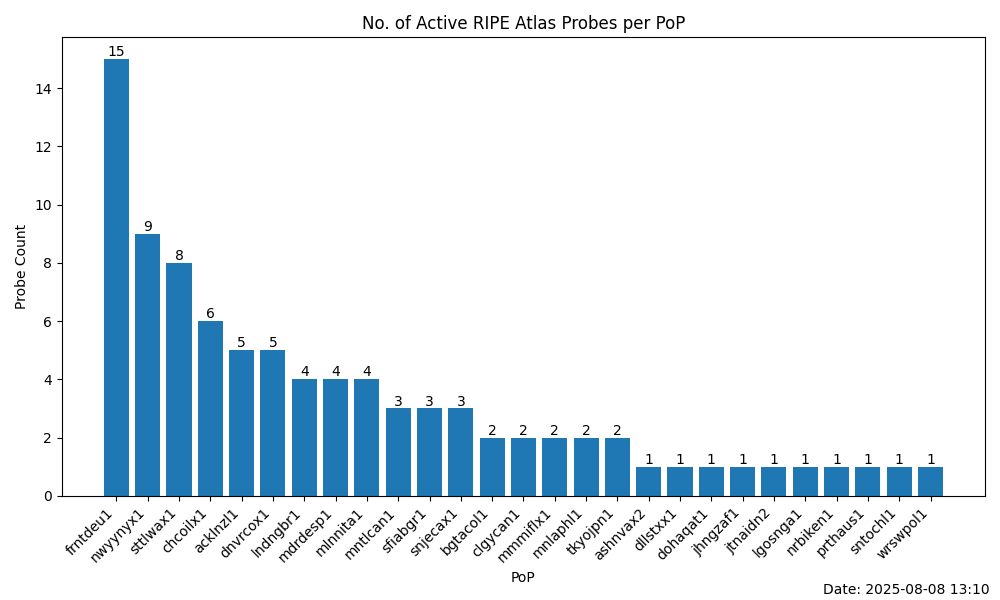 No. of Active RIPE Atlas Probes per PoP
Probe Count
14
12
10
8
6
4
2
0
15
9
8
6
5
5
4
4
4
3
3
3
2
2
2
2
2
1
1
1
1
1
1
1
1
1
1
frntdeu1
nwyynyx1
sttlwax1
chcoilx1
acklnzl1
dnvrcox1
lndngbr1
mdrdesp1
mlnnita1
mntlcan1
sfiabgr1
snjecax1
bgtacol1
clgycan1
mmmiflx1
mnlaphl1
tkyojpn1
ashnvax2
dllstxx1
dohaqat1
jhngzaf1
jtnaidn2
lgosnga1
nrbiken1
prthaus1
sntochl1
wrswpol1
PoP
Date: 2025-08-08 13:10